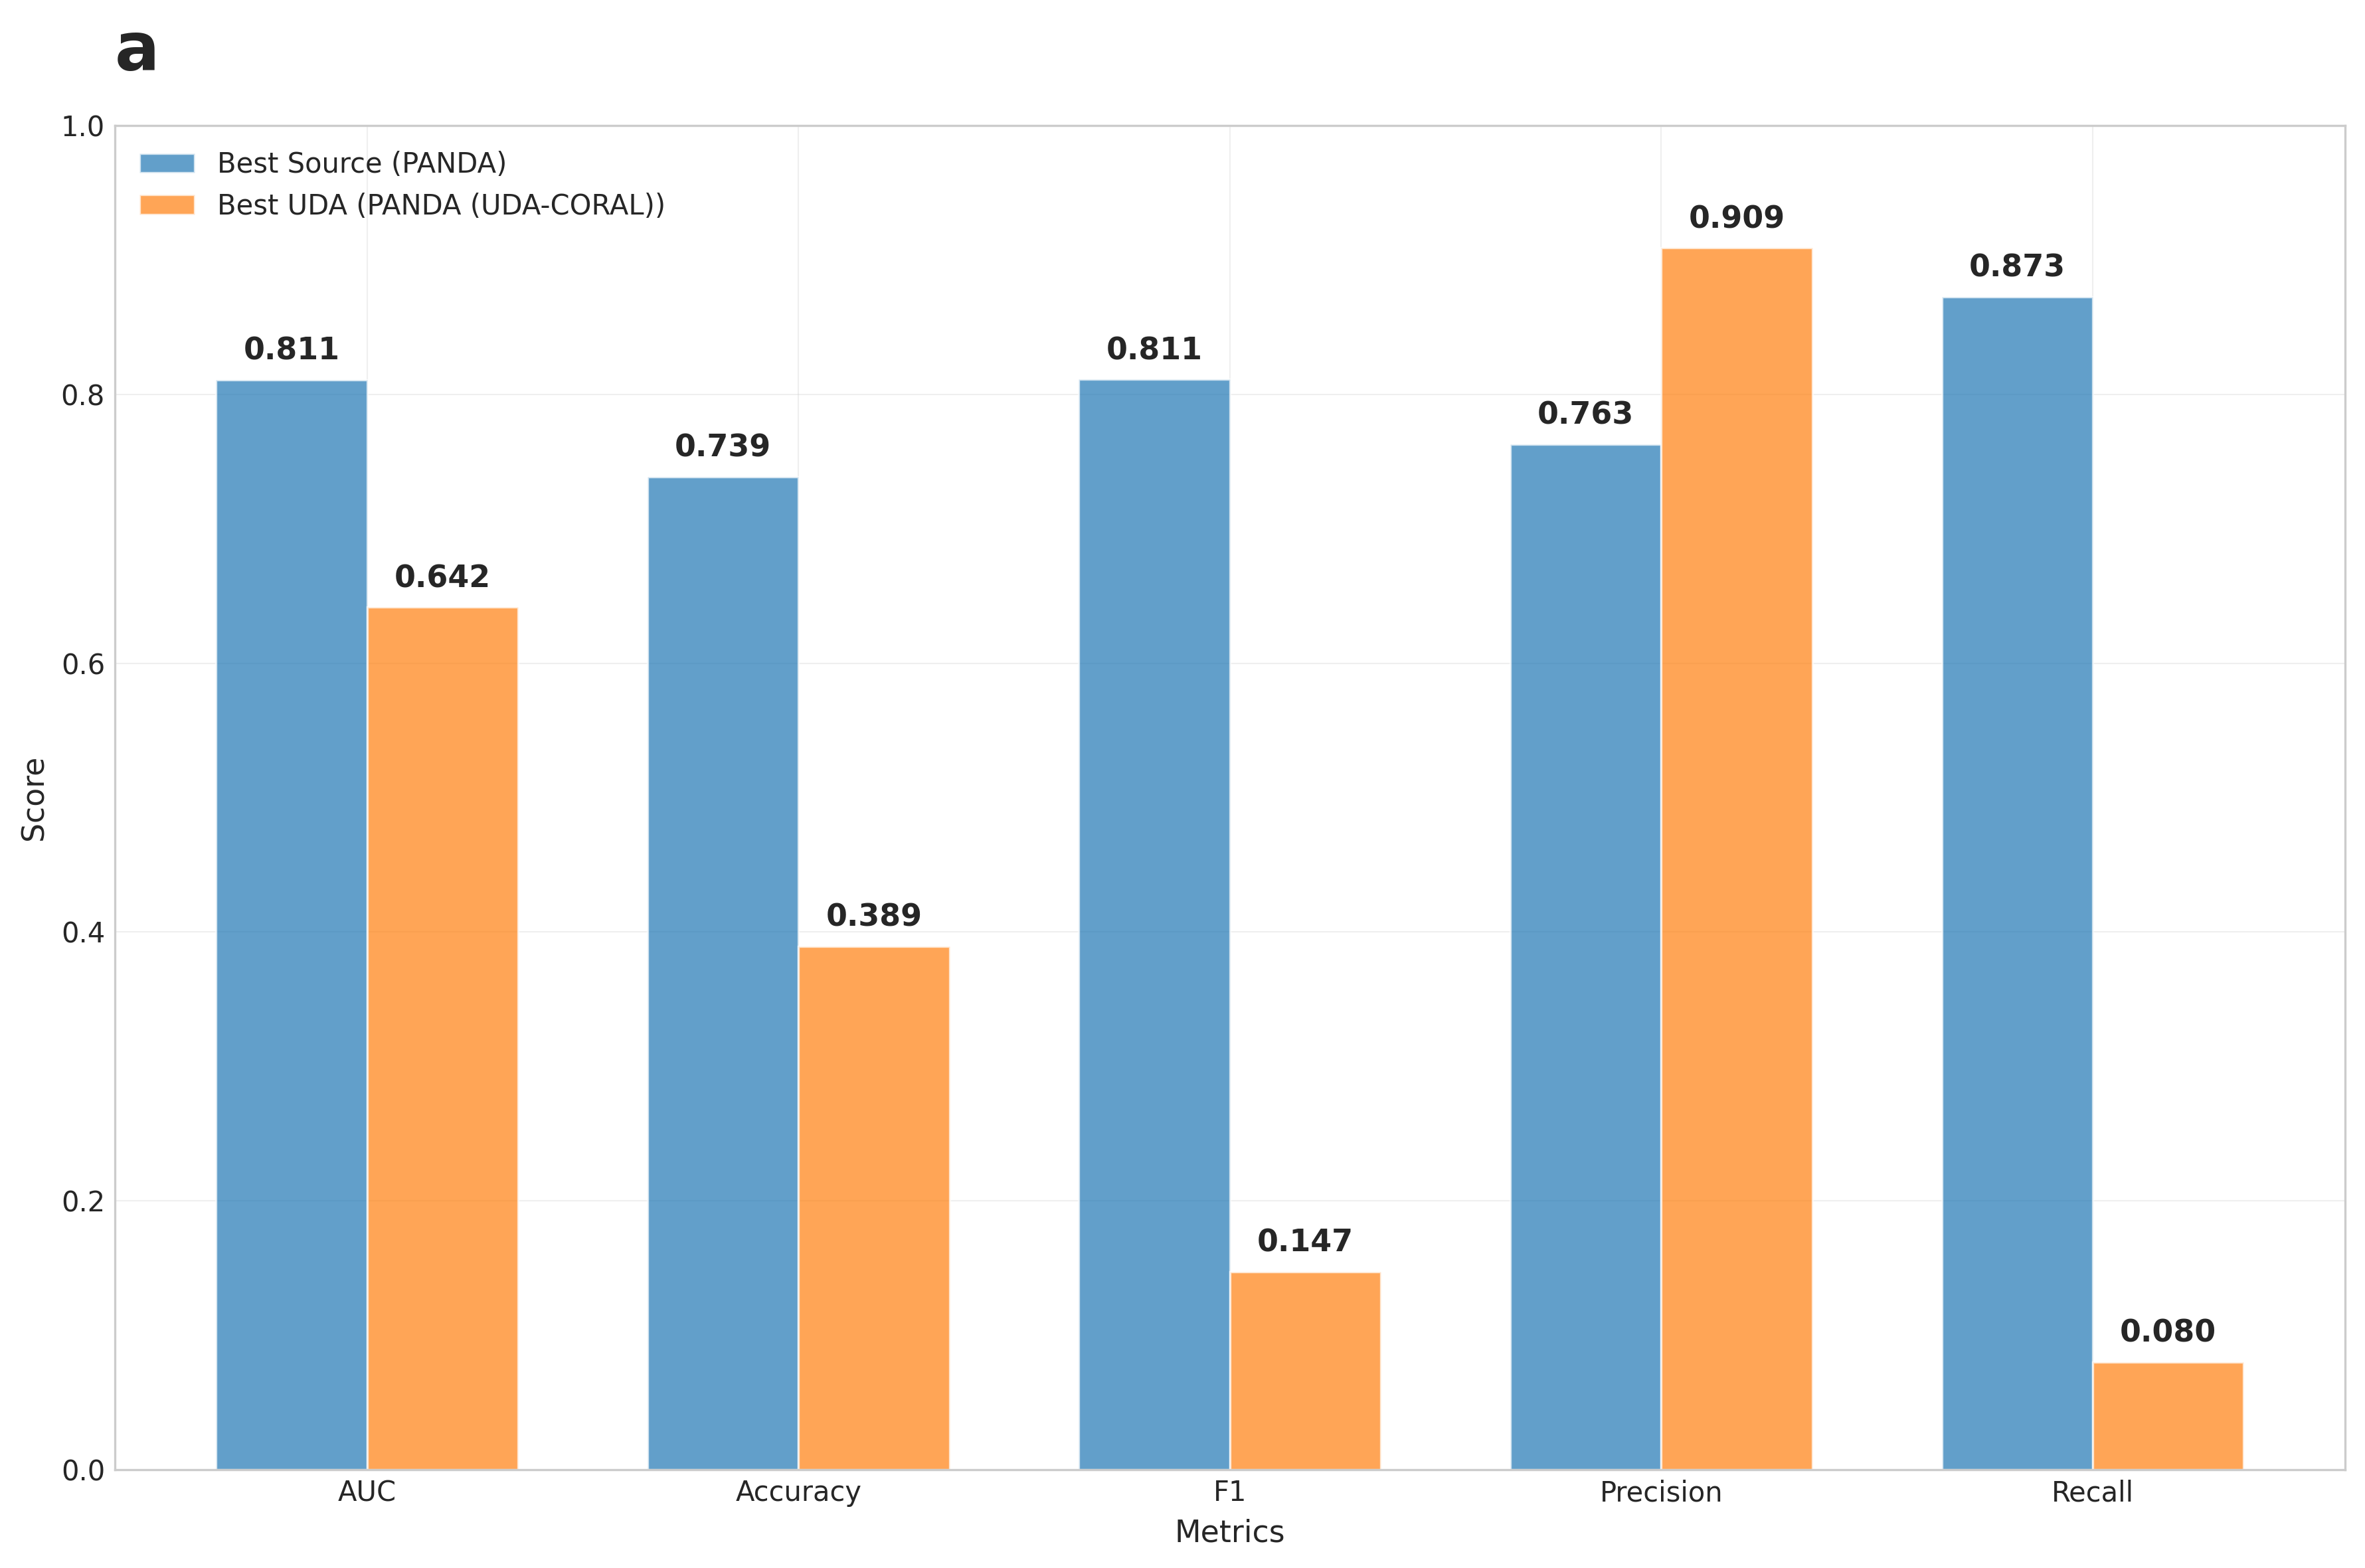 a
1.0
Best Source (PANDA)
Best UDA (PANDA (UDA-CORAL))
0.909
0.873
0.811
0.811
0.8
0.763
0.739
0.642
0.6
Score
0.4
0.389
0.2
0.147
0.080
0.0
AUC Accuracy F1 Precision Recall
Metrics